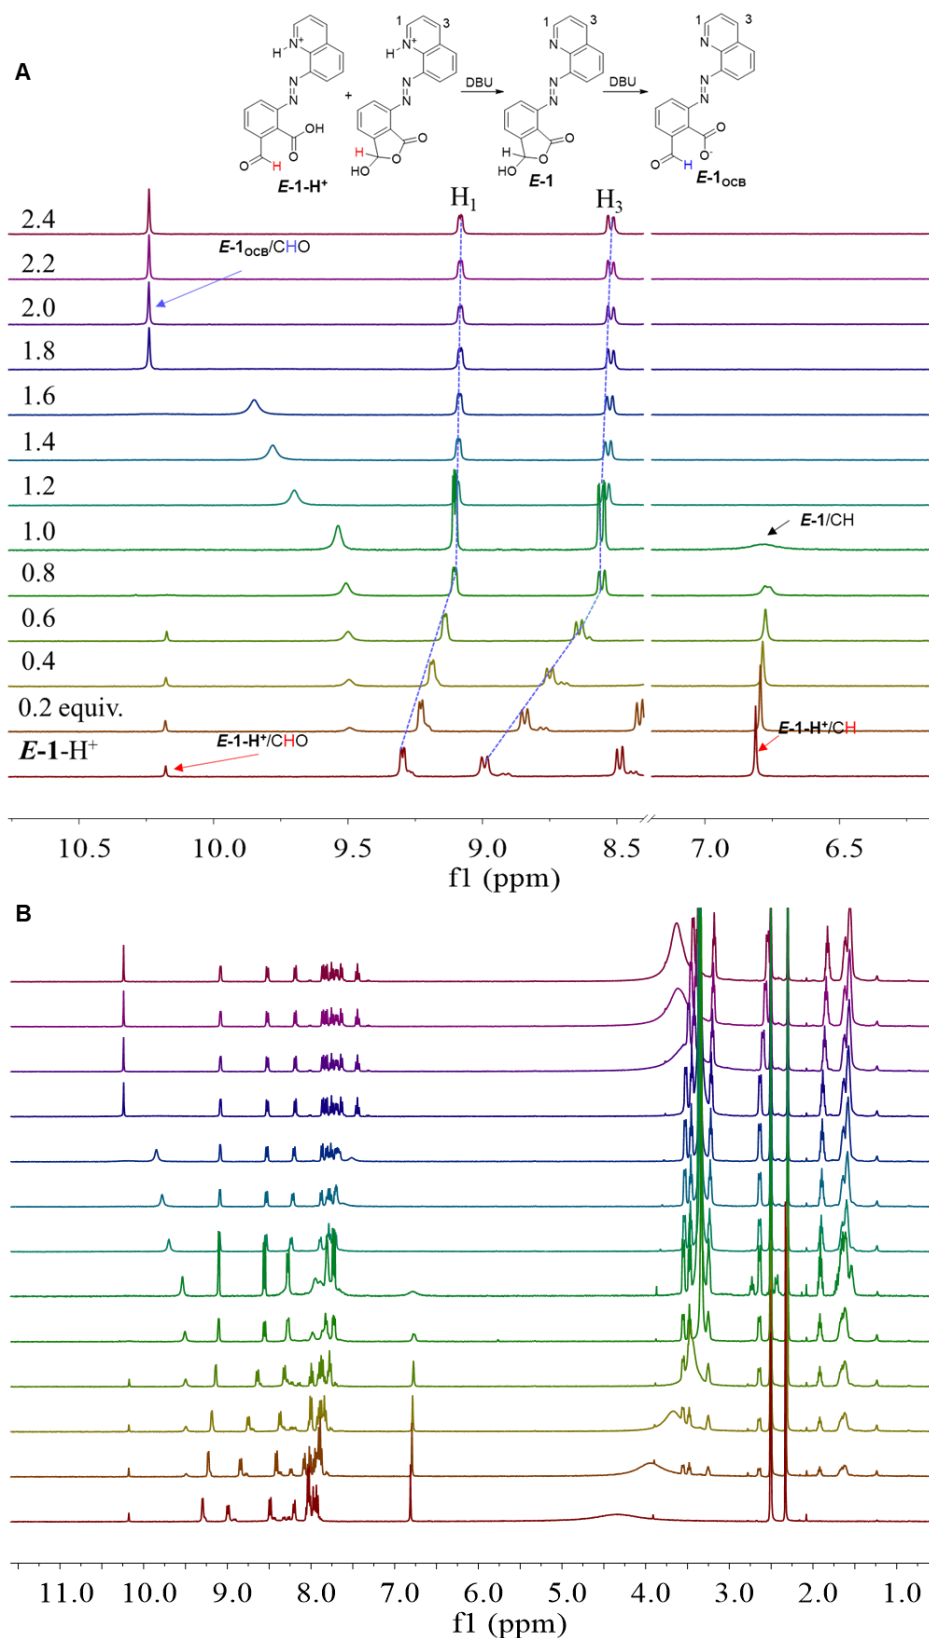 A
1
3
N⁺
H
N
N
OH
O
O
H
E-1-H⁺
+
1
3
N⁺
H
N
N
O
H
O
HO
DBU
1
3
N
N
N
O
H
O
HO
E-1
DBU
1
3
N
N
N
O
O⁻
O
H
E-1OCB
H₁
H₃
2.4
E-1OCB/CHO
2.2
2.0
1.8
1.6
1.4
1.2
1.0
E-1/CH
0.8
0.6
0.4
0.2 equiv.
E-1-H⁺
E-1-H⁺/CHO
E-1-H⁺/CH
10.5 10.0 9.5 9.0 8.5 7.0 6.5
f1 (ppm)
B
11.0 10.0 9.0 8.0 7.0 6.0 5.0 4.0 3.0 2.0 1.0
f1 (ppm)